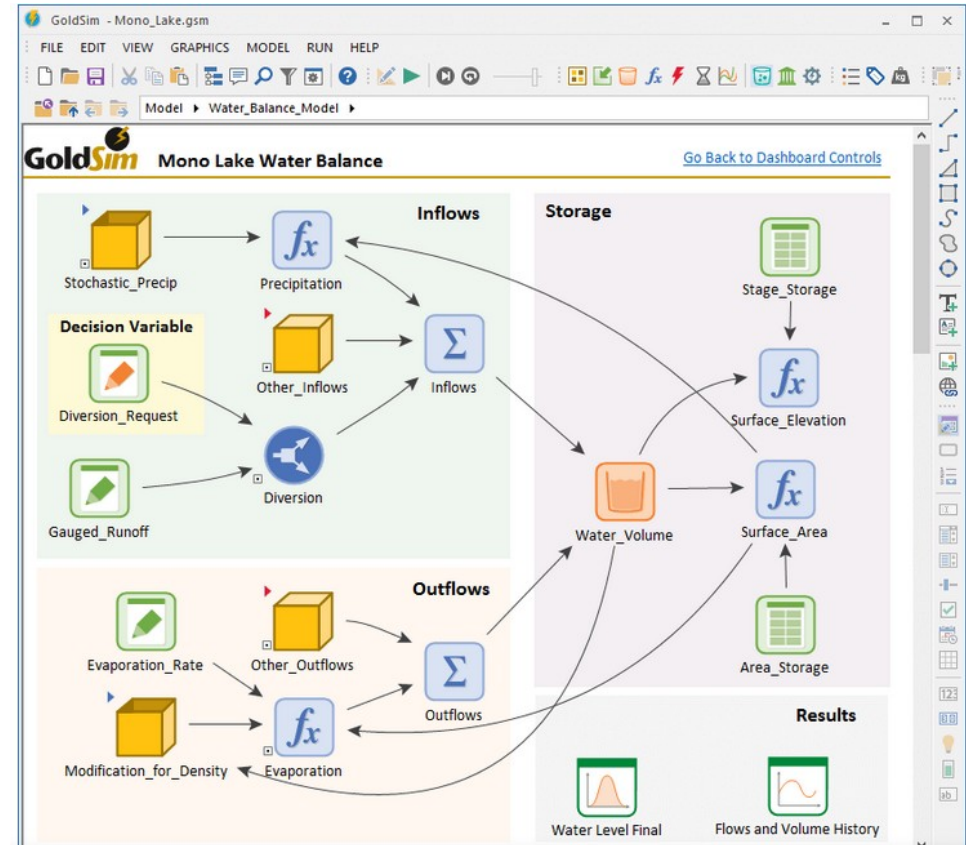 GoldSim - Mono_Lake.gsm
FILE EDIT VIEW GRAPHICS MODEL RUN HELP
Model Water_Balance_Model
GoldSim Mono Lake Water Balance Go Back to Dashboard Controls
Inflows
Stochastic_Precip
Precipitation
Decision Variable
Diversion_Request
Other_Inflows
Inflows
Gauged_Runoff
Diversion
Storage
Stage_Storage
Surface_Elevation
Water_Volume
Surface_Area
Area_Storage
Outflows
Evaporation_Rate
Other_Outflows
Outflows
Modification_for_Density
Evaporation
Results
Water Level Final
Flows and Volume History